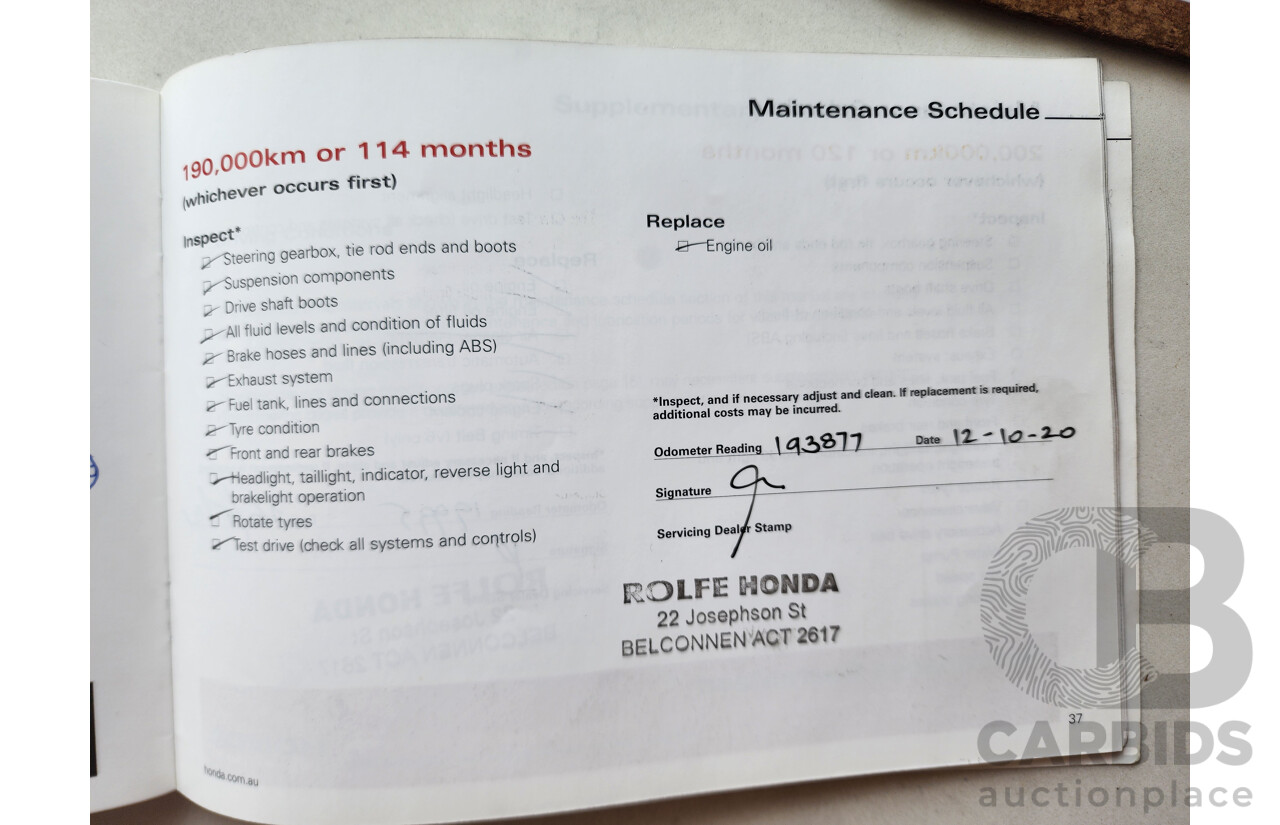 Maintenance Schedule
190,000km or 114 months
(whichever occurs first)
Inspect*
Steering gearbox, tie rod ends and boots
Suspension components
Drive shaft boots
All fluid levels and condition of fluids
Brake hoses and lines (including ABS)
Exhaust system
Fuel tank, lines and connections
Tyre condition
Front and rear brakes
Headlight, taillight, indicator, reverse light and
brakelight operation
Rotate tyres
Test drive (check all systems and controls)
Replace
Engine oil
*Inspect, and if necessary adjust and clean. If replacement is required,
additional costs may be incurred.
Odometer Reading 193877 Date 12-10-20
Signature
Servicing Dealer Stamp
ROLFE HONDA
22 Josephson St
BELCONNEN ACT 2617
37
honda.com.au
CARBIDS
auctionplace